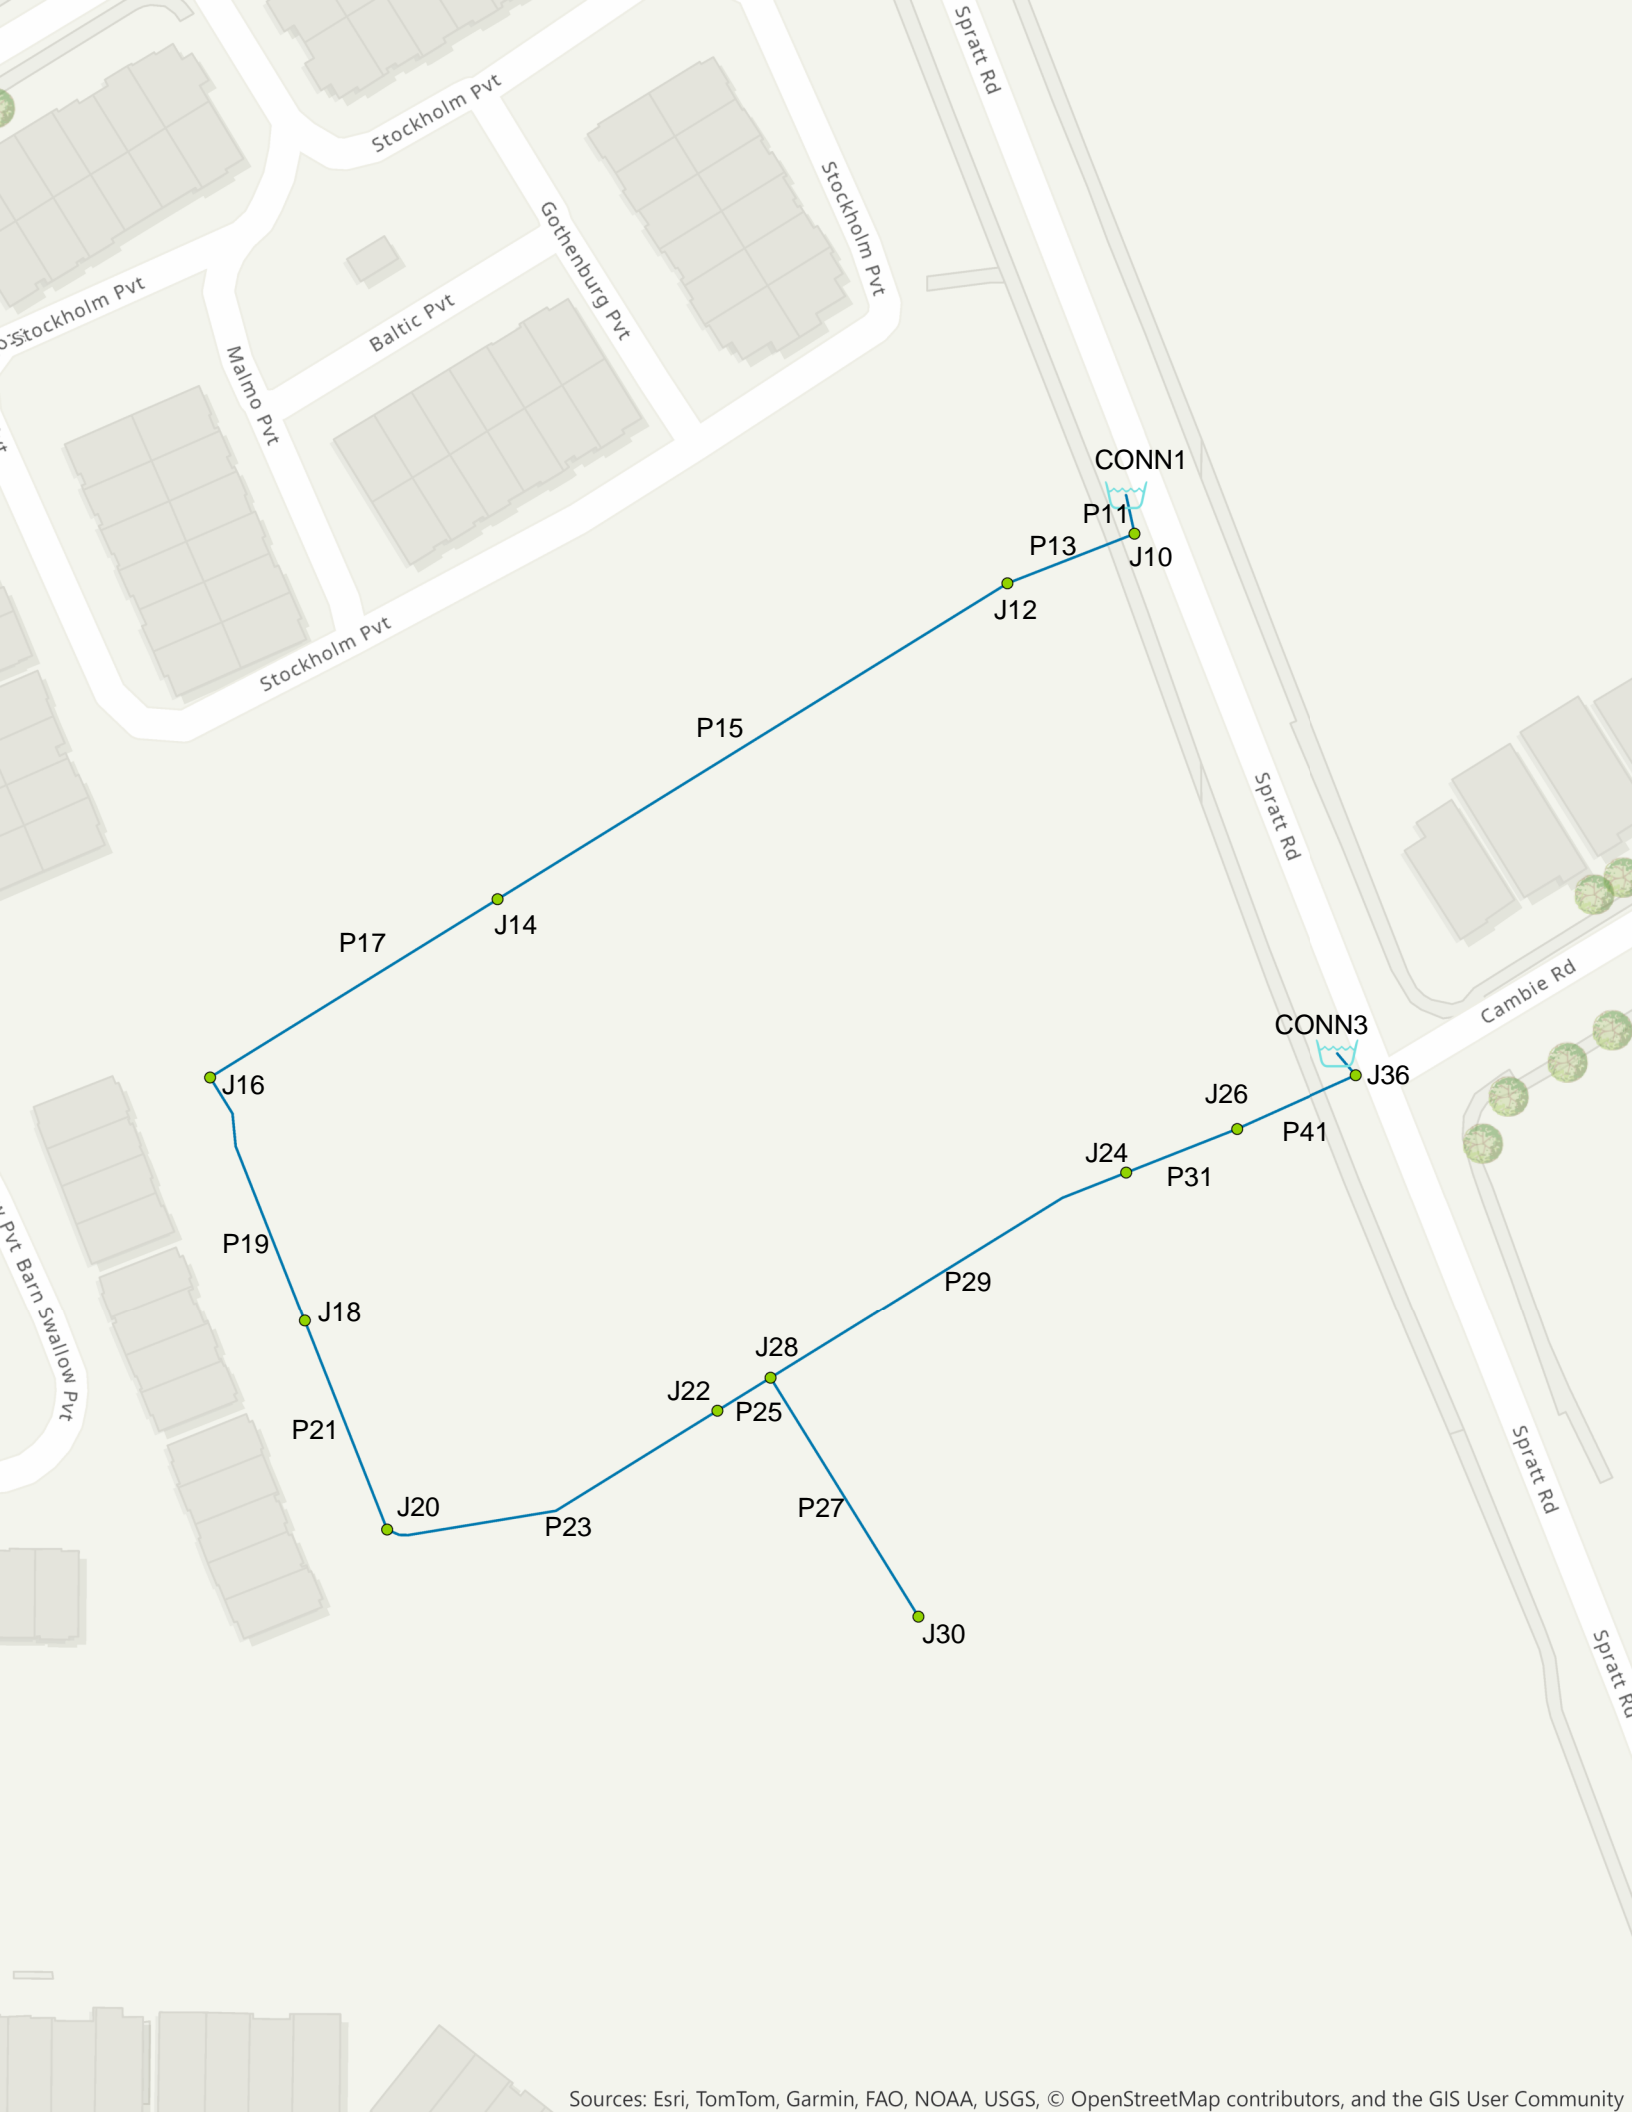 Spratt Rd
Stockholm Pvt
Stockholm Pvt
Gothenburg Pvt
Stockholm Pvt
Baltic Pvt
Malmo Pvt
CONN1
P11
P13
J10
J12
Stockholm Pvt
P15
Spratt Rd
J14
P17
Cambie Rd
CONN3
J36
J16
J26
P41
J24
P31
P19
P29
J18
Pvt Barn Swallow Pvt
J28
J22
P25
P21
J20
P27
P23
Spratt Rd
J30
Spratt Rd
Sources: Esri, TomTom, Garmin, FAO, NOAA, USGS, © OpenStreetMap contributors, and the GIS User Community